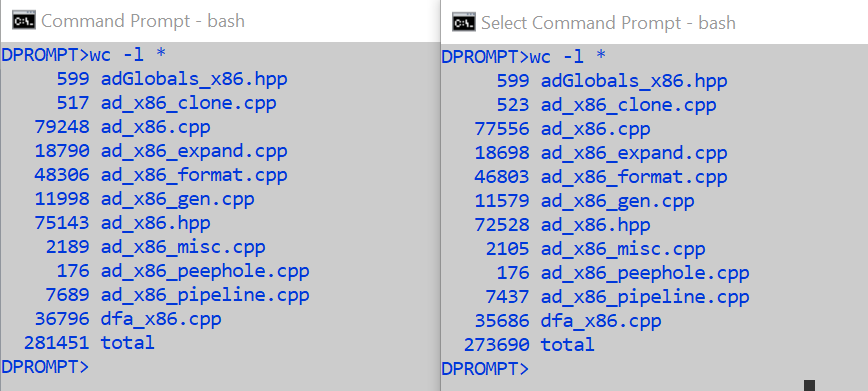 Command Prompt - bash
DPROMPT>wc -l *
599 adGlobals_x86.hpp
517 ad_x86_clone.cpp
79248 ad_x86.cpp
18790 ad_x86_expand.cpp
48306 ad_x86_format.cpp
11998 ad_x86_gen.cpp
75143 ad_x86.hpp
2189 ad_x86_misc.cpp
176 ad_x86_peephole.cpp
7689 ad_x86_pipeline.cpp
36796 dfa_x86.cpp
281451 total
DPROMPT>
Select Command Prompt - bash
DPROMPT>wc -l *
599 adGlobals_x86.hpp
523 ad_x86_clone.cpp
77556 ad_x86.cpp
18698 ad_x86_expand.cpp
46803 ad_x86_format.cpp
11579 ad_x86_gen.cpp
72528 ad_x86.hpp
2105 ad_x86_misc.cpp
176 ad_x86_peephole.cpp
7437 ad_x86_pipeline.cpp
35686 dfa_x86.cpp
273690 total
DPROMPT>